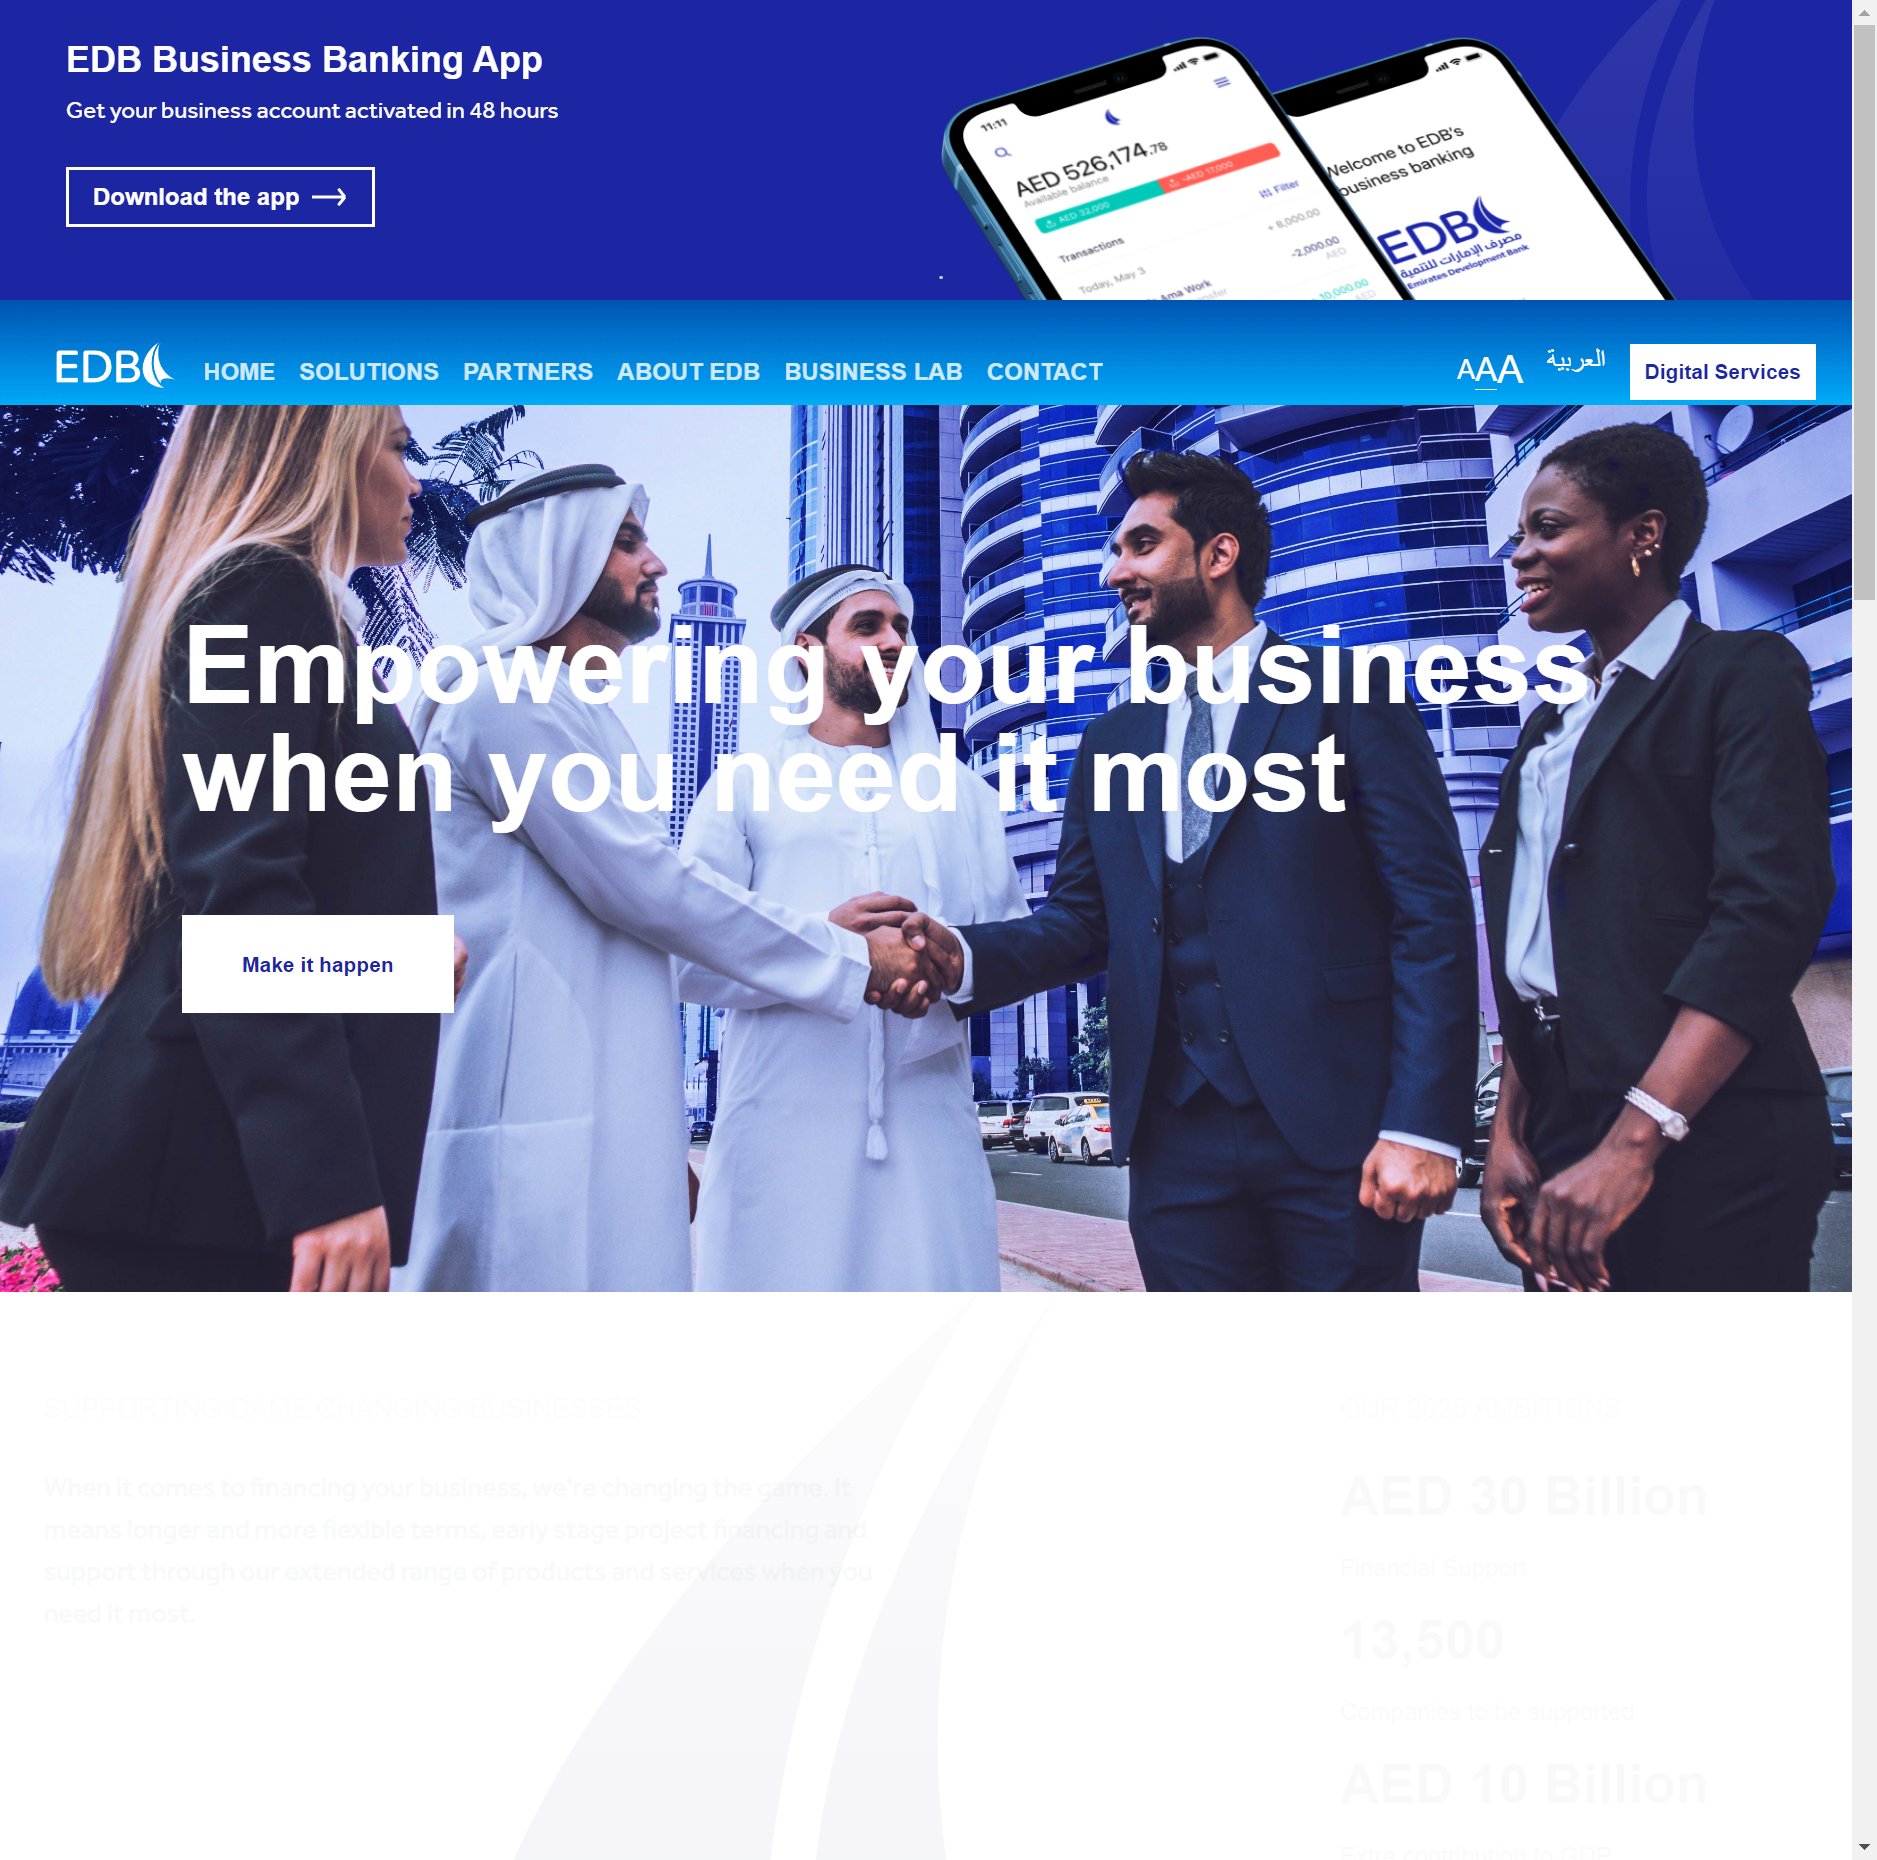 EDB Business Banking App
Get your business account activated in 48 hours
Download the app
11:11
AED 526,174.78
Available balance
AED 32,000
-AED 17,000
Filter
Transactions
+ 8,000.00
Today, May 3
-2,000.00
AED
Ama Work
10,000.00
AED
Welcome to EDB's
business banking
EDB
مصرف الإمارات للتنمية
Emirates Development Bank
EDB
HOME
SOLUTIONS
PARTNERS
ABOUT EDB
BUSINESS LAB
CONTACT
AAA
العربية
Digital Services
Empowering your business
when you need it most
Make it happen
SUPPORTING GAME CHANGING BUSINESSES
When it comes to financing your business, we're changing the game. It
means longer and more flexible terms, early stage project financing and
support through our extended range of products and services when you
need it most.
OUR 2025 AMBITIONS
AED 30 Billion
Financial Support
13,500
Companies to be supported
AED 10 Billion
Extra contribution to GDP